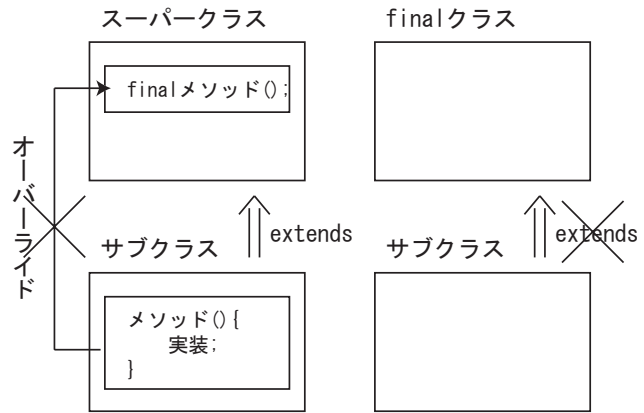 スーパークラス
finalメソッド();
オーバーライド
extends
サブクラス
メソッド(){
実装;
}
finalクラス
extends
サブクラス